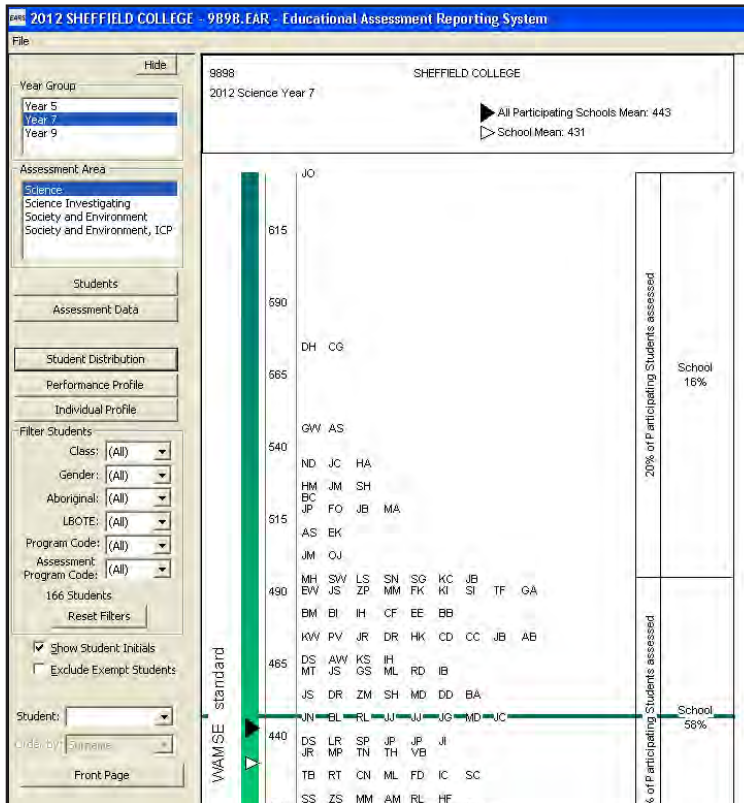 EARS 2012 SHEFFIELD COLLEGE - 9898.EAR - Educational Assessment Reporting System
File
Hide
Year Group
Year 5
Year 7
Year 9
Assessment Area
Science
Science Investigating
Society and Environment
Society and Environment, ICP
Students
Assessment Data
Student Distribution
Performance Profile
Individual Profile
Filter Students
Class: (All)
Gender: (All)
Aboriginal: (All)
LBOTE: (All)
Program Code: (All)
Assessment
Program Code: (All)
166 Students
Reset Filters
Show Student Initials
Exclude Exempt Students
Student:
Order by: Surname
Front Page
9898 SHEFFIELD COLLEGE
2012 Science Year 7
All Participating Schools Mean: 443
School Mean: 431
JO
615
590
DH CG
565
GW AS
540
ND JC HA
HM JM SH
BC
JP FO JB MA
515
AS EK
JM OJ
MH SW LS SN SG KC JB
490 EW JS ZP MM FK KI SI TF GA
BM BI IH CF EE BB
KW PV JR DR HK CD CC JB AB
DS AW KS IH
465
MT JS GS ML RD IB
JS DR ZM SH MD DD BA
JN BL RL JJ JJ JG MD JC
440
DS LR SP JP JP JI
JR MP TN TH VB
TB RT CN ML FD IC SC
SS ZS MM AM RL HF
WAMSE standard
20% of Participating Students assessed
School
16%
% of Participating Students assessed
School
58%